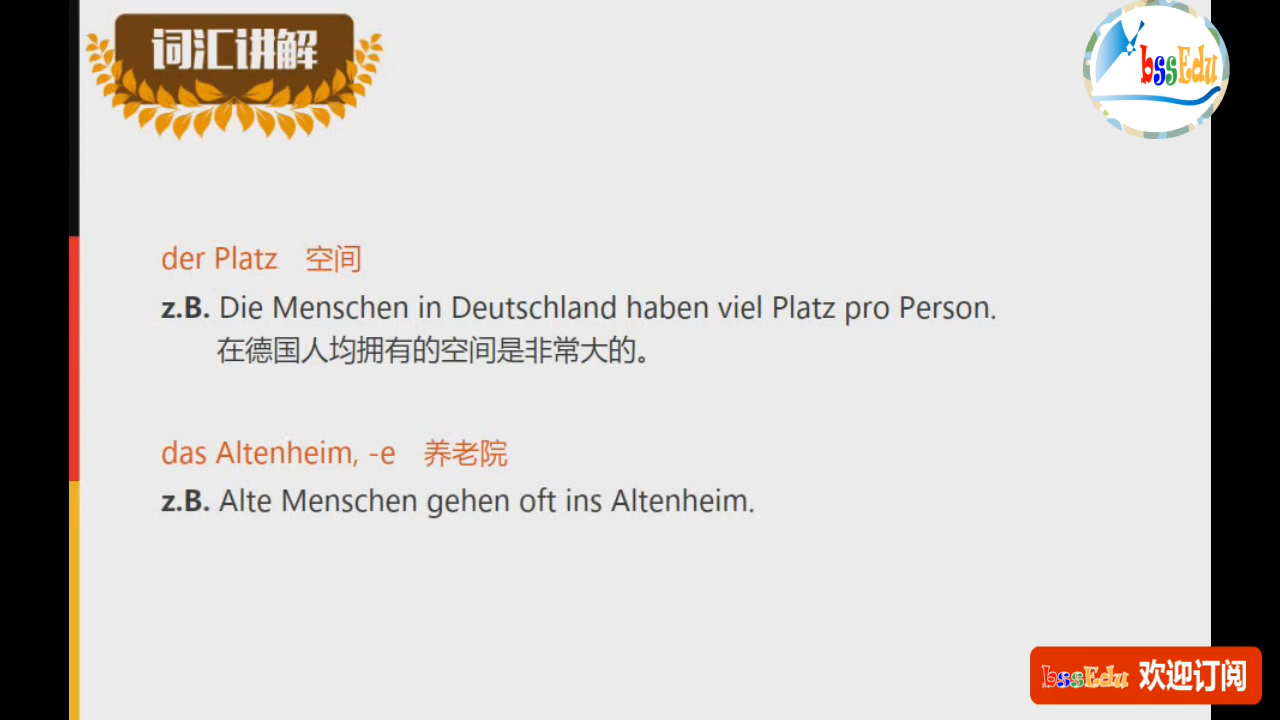 词汇讲解
bssEdu
der Platz 空间
z.B. Die Menschen in Deutschland haben viel Platz pro Person.
在德国人均拥有的空间是非常大的。
das Altenheim, -e 养老院
z.B. Alte Menschen gehen oft ins Altenheim.
bssEdu 欢迎订阅